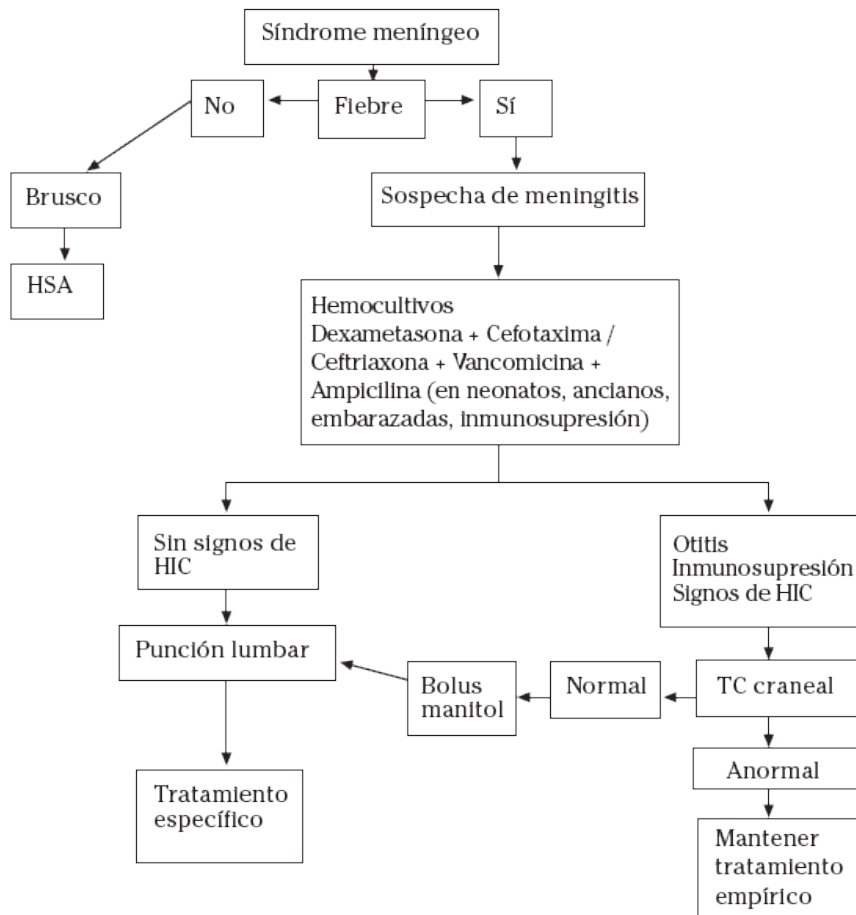 Síndrome meníngeo
No
Fiebre
Sí
Brusco
Sospecha de meningitis
HSA
Hemocultivos
Dexametasona + Cefotaxima /
Ceftriaxona + Vancomicina +
Ampicilina (en neonatos, ancianos,
embarazadas, inmunosupresión)
Sin signos de
HIC
Otitis
Inmunosupresión
Signos de HIC
Punción lumbar
Bolus
manitol
Normal
TC craneal
Anormal
Tratamiento
específico
Mantener
tratamiento
empírico